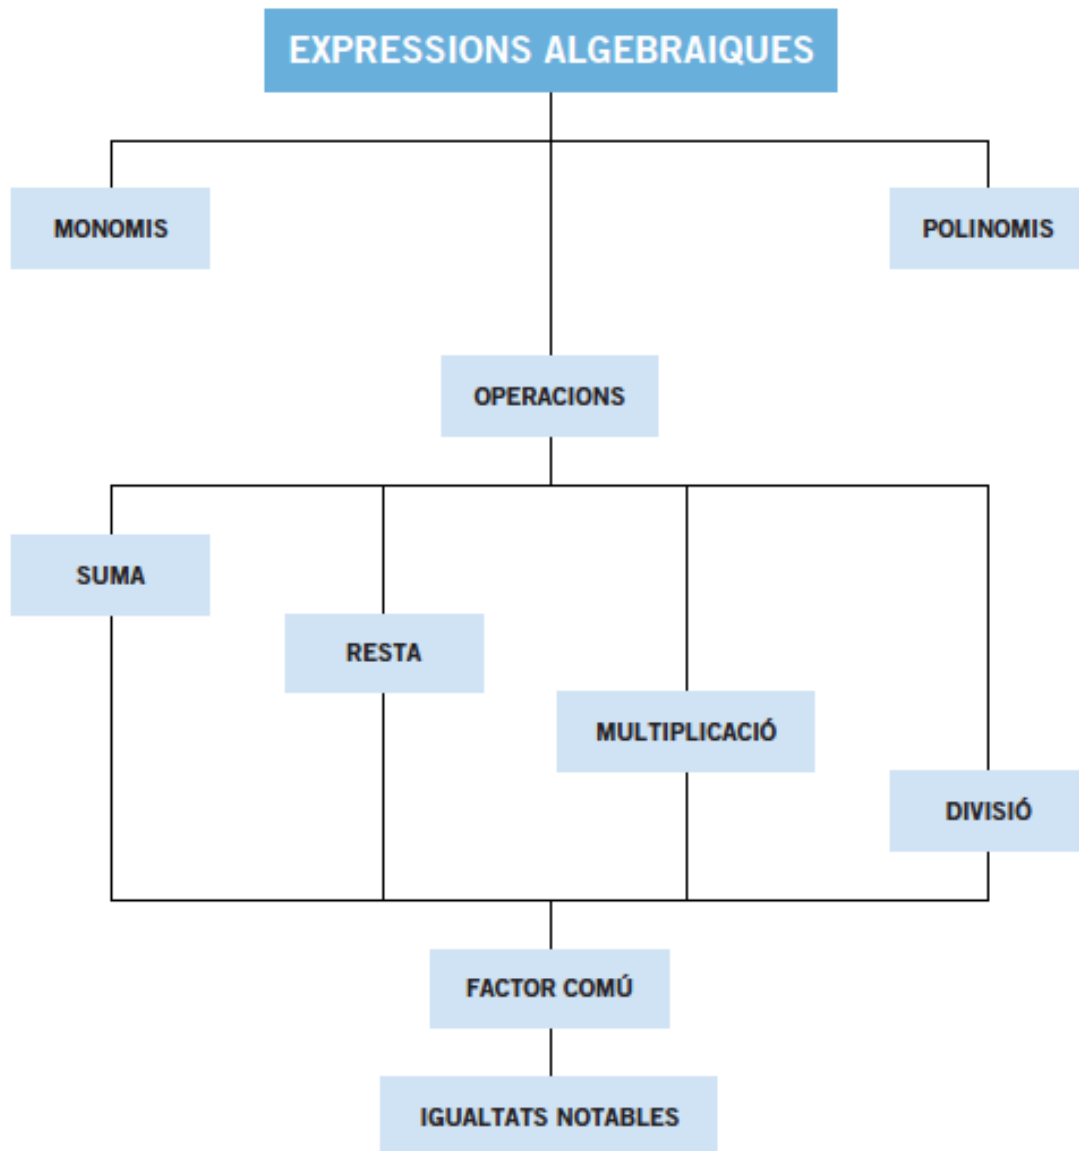 EXPRESSIONS ALGEBRAIQUES
MONOMIS
POLINOMIS
OPERACIONS
SUMA
RESTA
MULTIPLICACIÓ
DIVISIÓ
FACTOR COMÚ
IGUALTATS NOTABLES